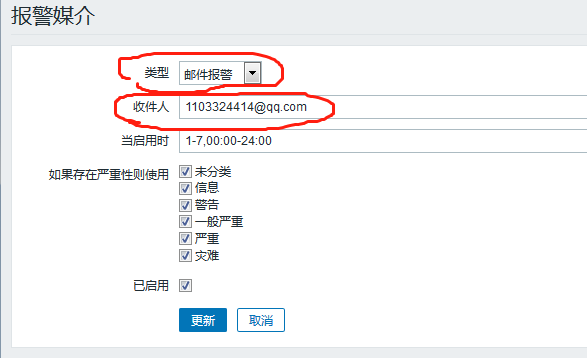 报警媒介
类型 邮件报警
收件人 1103324414@qq.com
当启用时 1-7,00:00-24:00
如果存在严重性则使用 未分类
信息
警告
一般严重
严重
灾难
已启用
更新 取消